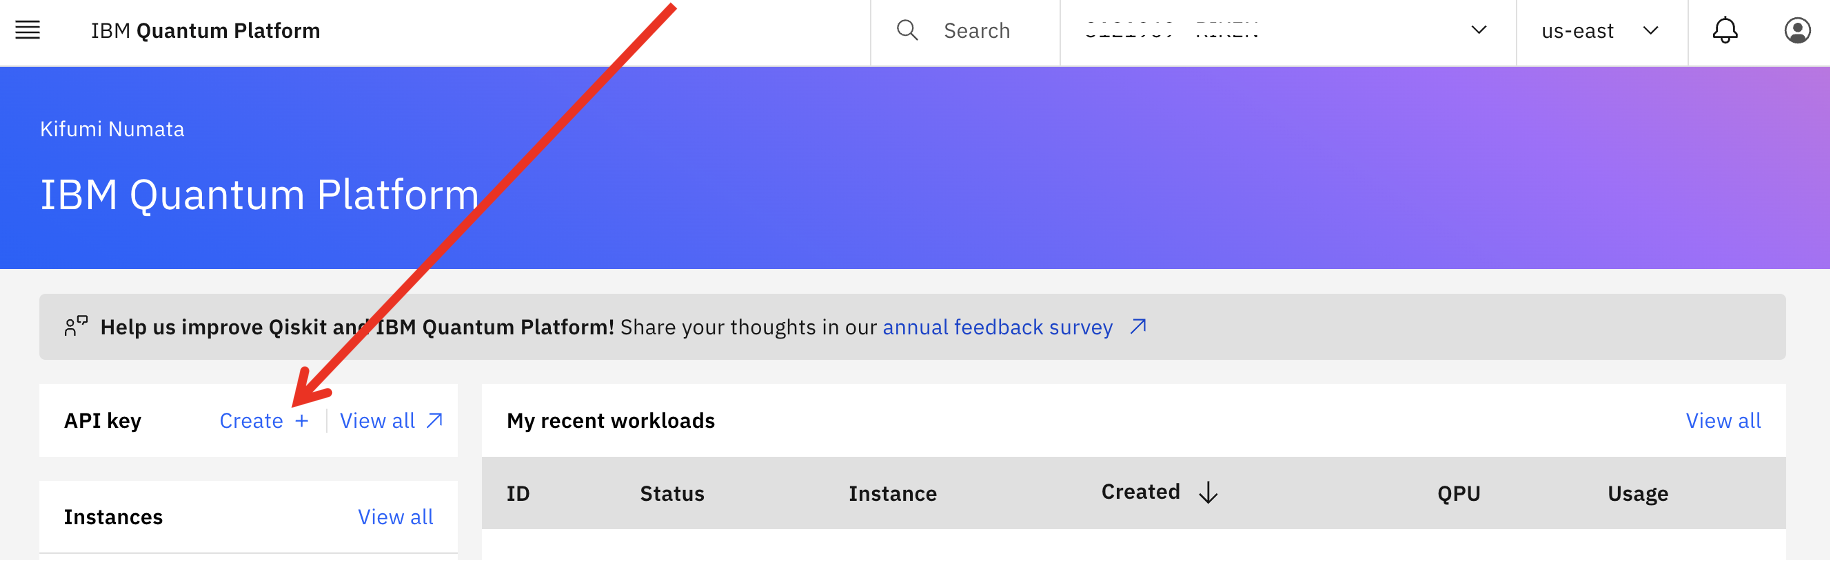 IBM Quantum Platform
Search
us-east
Kifumi Numata
IBM Quantum Platform
Help us improve Qiskit and IBM Quantum Platform! Share your thoughts in our annual feedback survey
API key
Create +
View all
My recent workloads
View all
ID Status Instance Created QPU Usage
Instances
View all